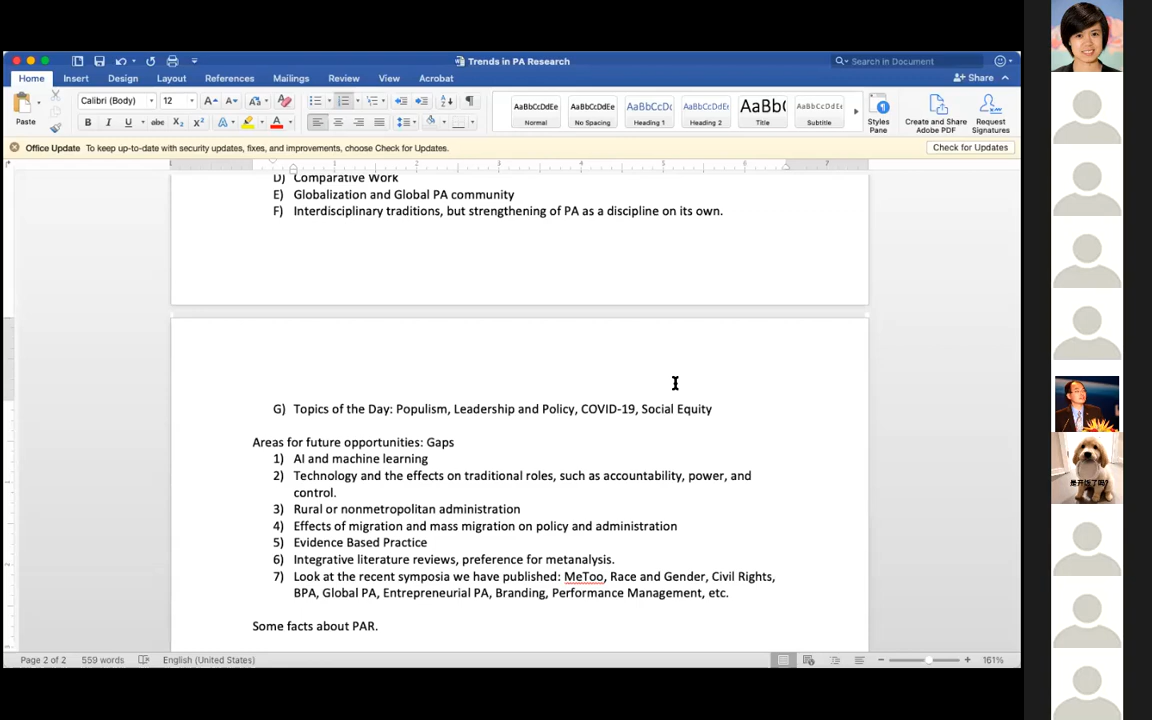 Trends in PA Research
Search in Document
Home Insert Design Layout References Mailings Review View Acrobat
Share
Paste
Calibri (Body) 12
AaBbCcDdEe AaBbCcDdEe AaBbCcDc AaBbCcDdEe AaBb( AaBbCcDdEe
Normal No Spacing Heading 1 Heading 2 Title Subtitle
Styles Pane
Create and Share Adobe PDF
Request Signatures
Office Update To keep up-to-date with security updates, fixes, and improvements, choose Check for Updates.
Check for Updates
D) Comparative Work
E) Globalization and Global PA community
F) Interdisciplinary traditions, but strengthening of PA as a discipline on its own.
G) Topics of the Day: Populism, Leadership and Policy, COVID-19, Social Equity
Areas for future opportunities: Gaps
1) AI and machine learning
2) Technology and the effects on traditional roles, such as accountability, power, and
control.
3) Rural or nonmetropolitan administration
4) Effects of migration and mass migration on policy and administration
5) Evidence Based Practice
6) Integrative literature reviews, preference for metanalysis.
7) Look at the recent symposia we have published: MeToo, Race and Gender, Civil Rights,
BPA, Global PA, Entrepreneurial PA, Branding, Performance Management, etc.
Some facts about PAR.
Page 2 of 2 559 words English (United States) 161%